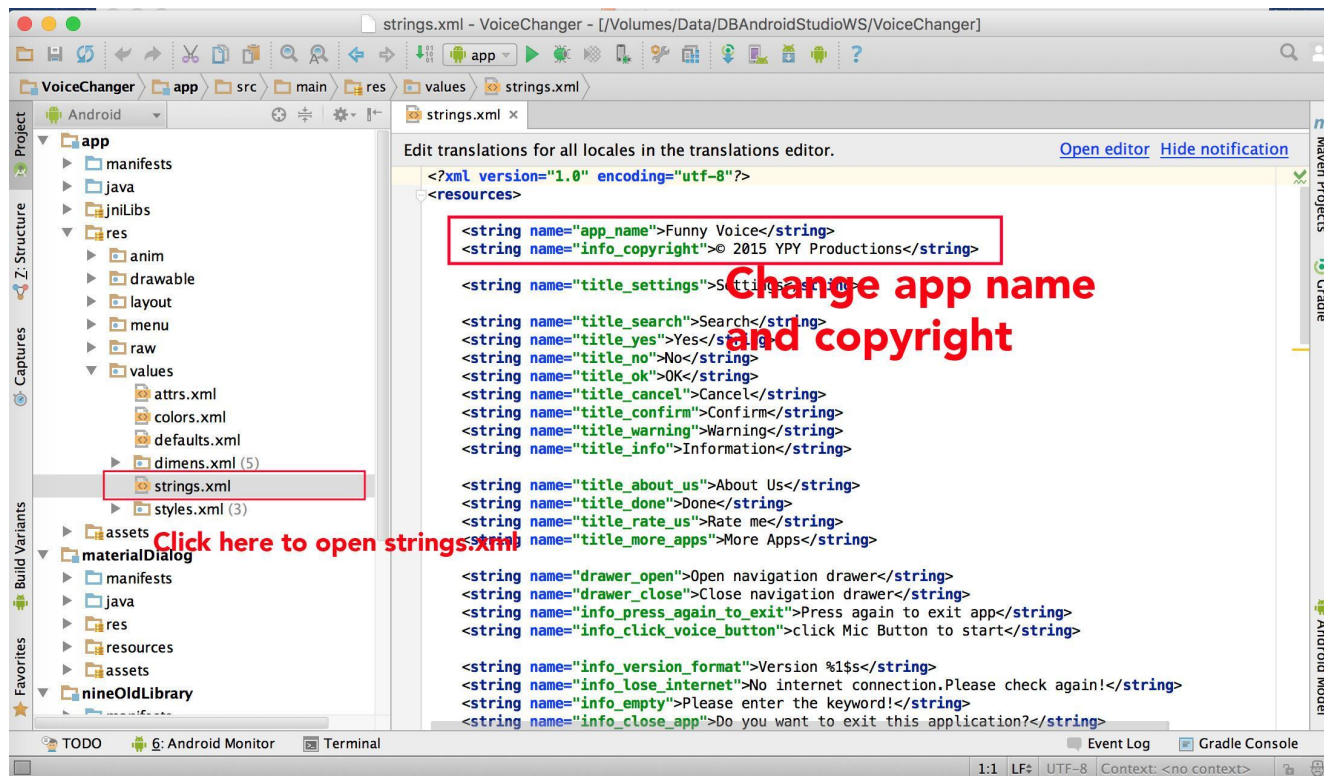 strings.xml - VoiceChanger - [/Volumes/Data/DBAndroidStudioWS/VoiceChanger]
app
VoiceChanger app src main res values strings.xml
Project
Z: Structure
Captures
Build Variants
Favorites
Android
app
manifests
java
jniLibs
res
anim
drawable
layout
menu
raw
values
attrs.xml
colors.xml
defaults.xml
dimens.xml (5)
strings.xml
styles.xml (3)
assets
Click here to open strings.xml
materialDialog
manifests
java
res
resources
assets
nineOldLibrary
strings.xml
Edit translations for all locales in the translations editor. Open editor Hide notification
<?xml version="1.0" encoding="utf-8"?>
<resources>
<string name="app_name">Funny Voice</string>
<string name="info_copyright">© 2015 YPY Productions</string>
Change app name
and copyright
<string name="title_settings">Settings</string>
<string name="title_search">Search</string>
<string name="title_yes">Yes</string>
<string name="title_no">No</string>
<string name="title_ok">OK</string>
<string name="title_cancel">Cancel</string>
<string name="title_confirm">Confirm</string>
<string name="title_warning">Warning</string>
<string name="title_info">Information</string>
<string name="title_about_us">About Us</string>
<string name="title_done">Done</string>
<string name="title_rate_us">Rate me</string>
<string name="title_more_apps">More Apps</string>
<string name="drawer_open">Open navigation drawer</string>
<string name="drawer_close">Close navigation drawer</string>
<string name="info_press_again_to_exit">Press again to exit app</string>
<string name="info_click_voice_button">click Mic Button to start</string>
<string name="info_version_format">Version %1$s</string>
<string name="info_lose_internet">No internet connection.Please check again!</string>
<string name="info_empty">Please enter the keyword!</string>
<string name="info_close_app">Do you want to exit this application?</string>
Maven Projects
Gradle
Android Model
TODO 6: Android Monitor Terminal Event Log Gradle Console
1:1 LF UTF-8 Context: <no context>